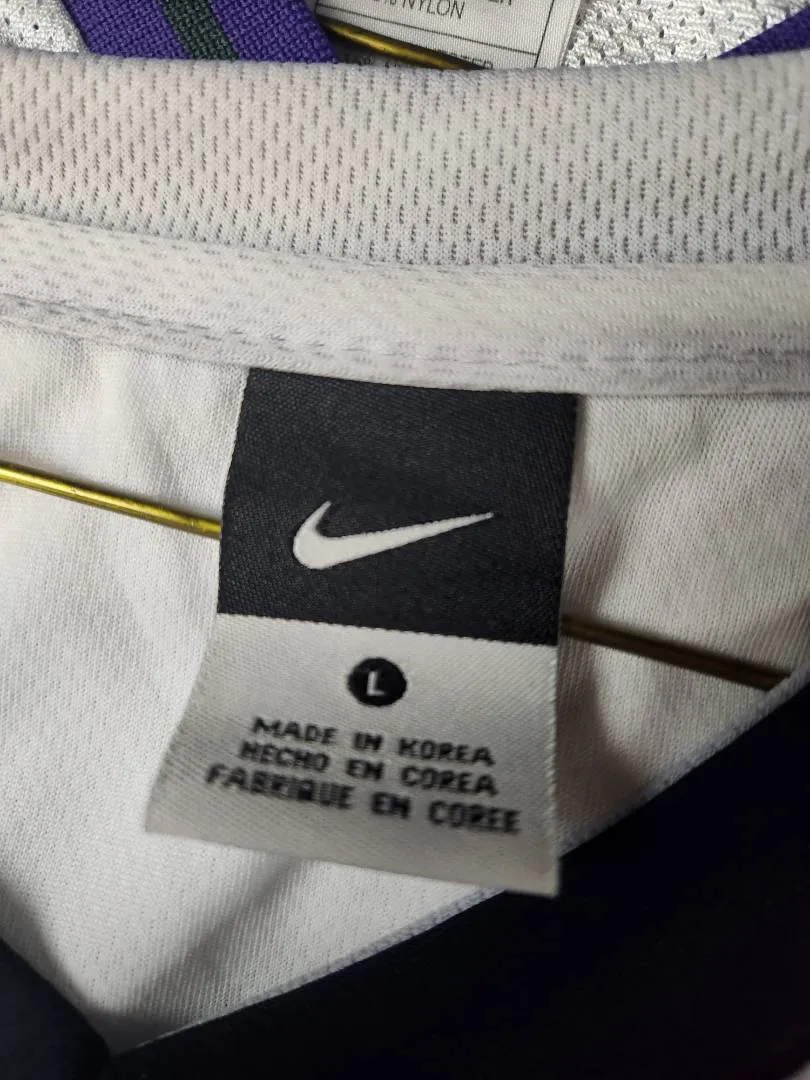 % NYLON
L
MADE IN KOREA
HECHO EN COREA
FABRIQUE EN COREE